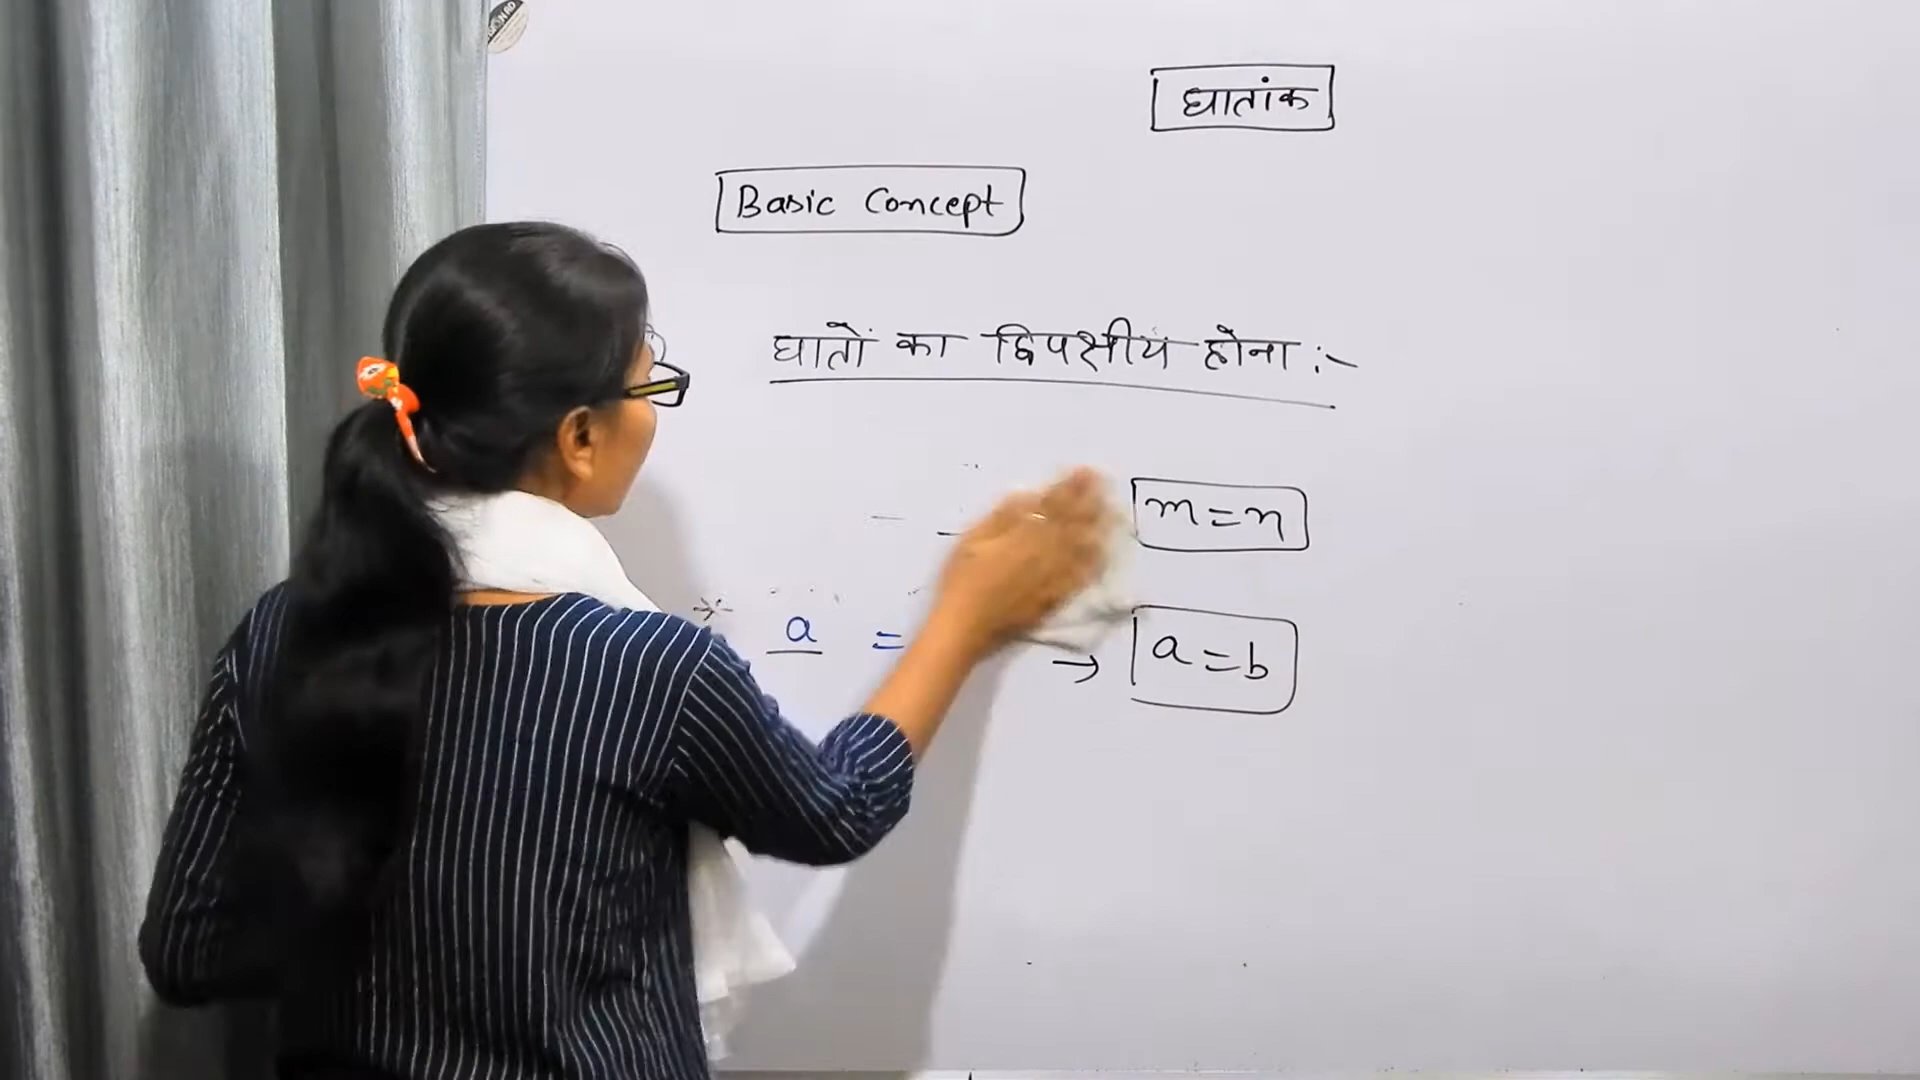 घातांक
Basic Concept
घातों का द्विपक्षीय होना :-
m=n
* a = → a=b